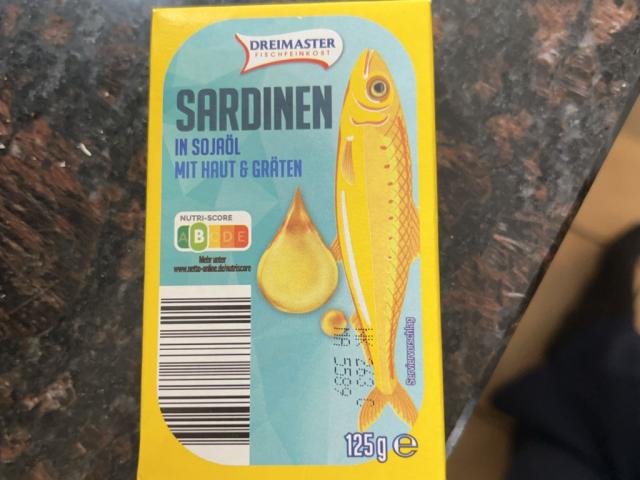 DREIMASTER
FISCHFEINKOST
SARDINEN
IN SOJAÖL
MIT HAUT & GRÄTEN
NUTRI-SCORE
A B C D E
Mehr unter
www.netto-online.de/nutriscore
Serviervorschlag
125g e